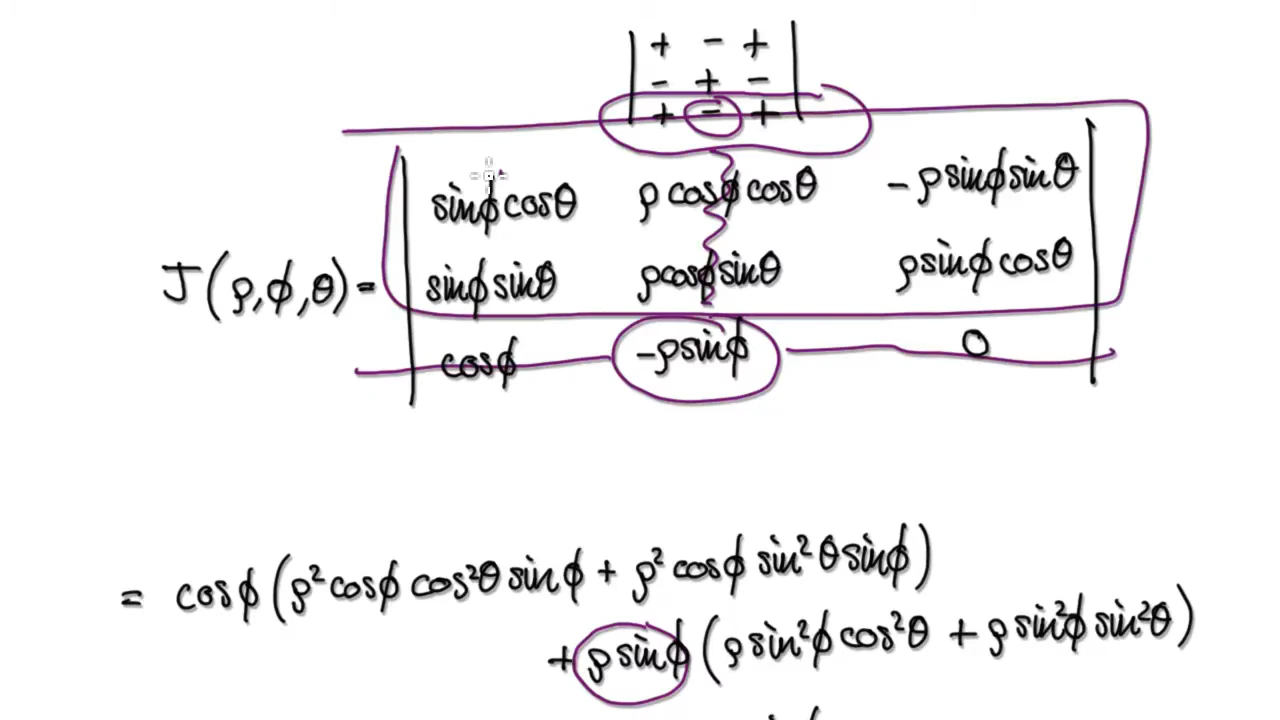 + - +
- + -
+ - +
sinϕcosθ ρcosϕcosθ -ρsinϕsinθ
J(ρ,ϕ,θ)= sinϕsinθ ρcosϕsinθ ρsinϕcosθ
cosϕ -ρsinϕ 0
= cosϕ(ρ²cosϕcos²θsinϕ + ρ²cosϕsin²θsinϕ)
+ ρsinϕ(ρsin²ϕcos²θ + ρsin²ϕsin²θ)